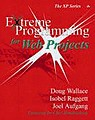 The XP Series
Extreme Programming
for Web Projects
Doug Wallace
Isobel Raggett
Joel Aufgang